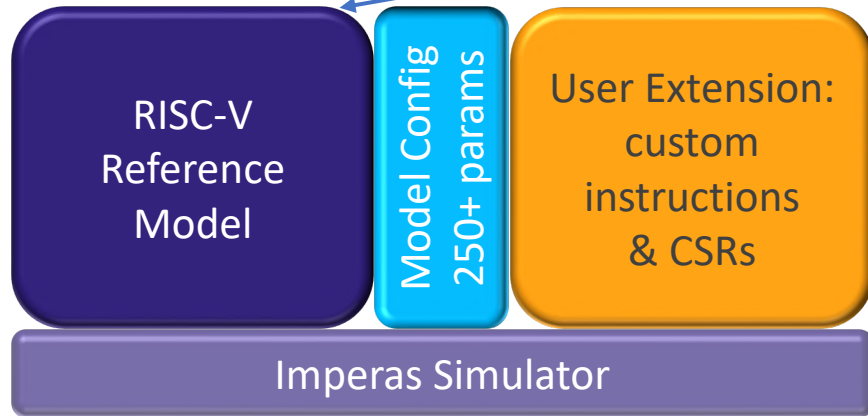 RISC-V
Reference
Model
Model Config
250+ params
User Extension:
custom
instructions
& CSRs
Imperas Simulator